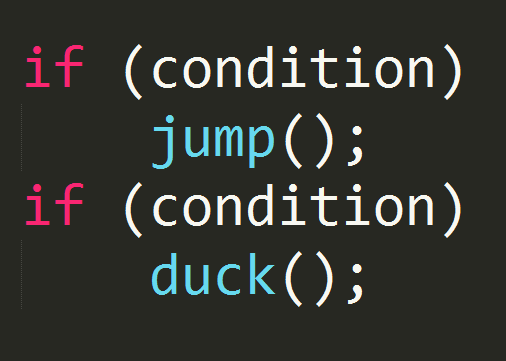 if (condition)
jump();
if (condition)
duck();